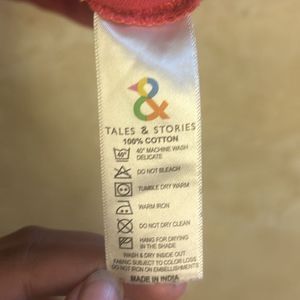 &
TALES & STORIES
100% COTTON
40° 40° MACHINE WASH
DELICATE
DO NOT BLEACH
TUMBLE DRY WARM
WARM IRON
DO NOT DRY CLEAN
HANG FOR DRYING
IN THE SHADE
WASH & DRY INSIDE OUT
FABRIC SUBJECT TO COLOR LOSS
DO NOT IRON ON EMBELLISHMENTS
MADE IN INDIA